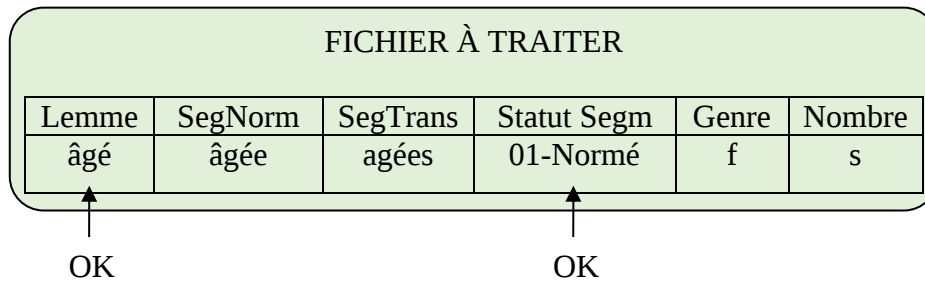 FICHIER À TRAITER
Lemme SegNorm SegTrans Statut Segm Genre Nombre
âgé âgée agées 01-Normé f s
OK OK